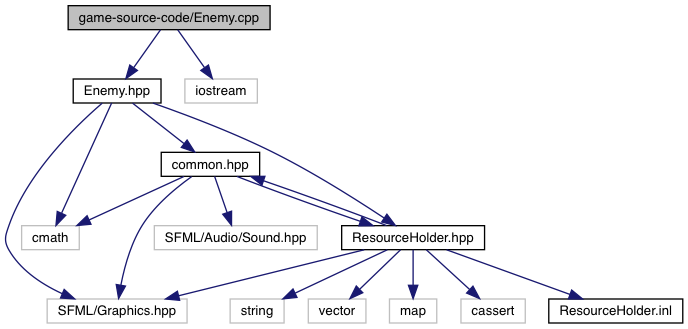 game-source-code/Enemy.cpp
Enemy.hpp
iostream
common.hpp
cmath
SFML/Audio/Sound.hpp
ResourceHolder.hpp
SFML/Graphics.hpp
string
vector
map
cassert
ResourceHolder.inl